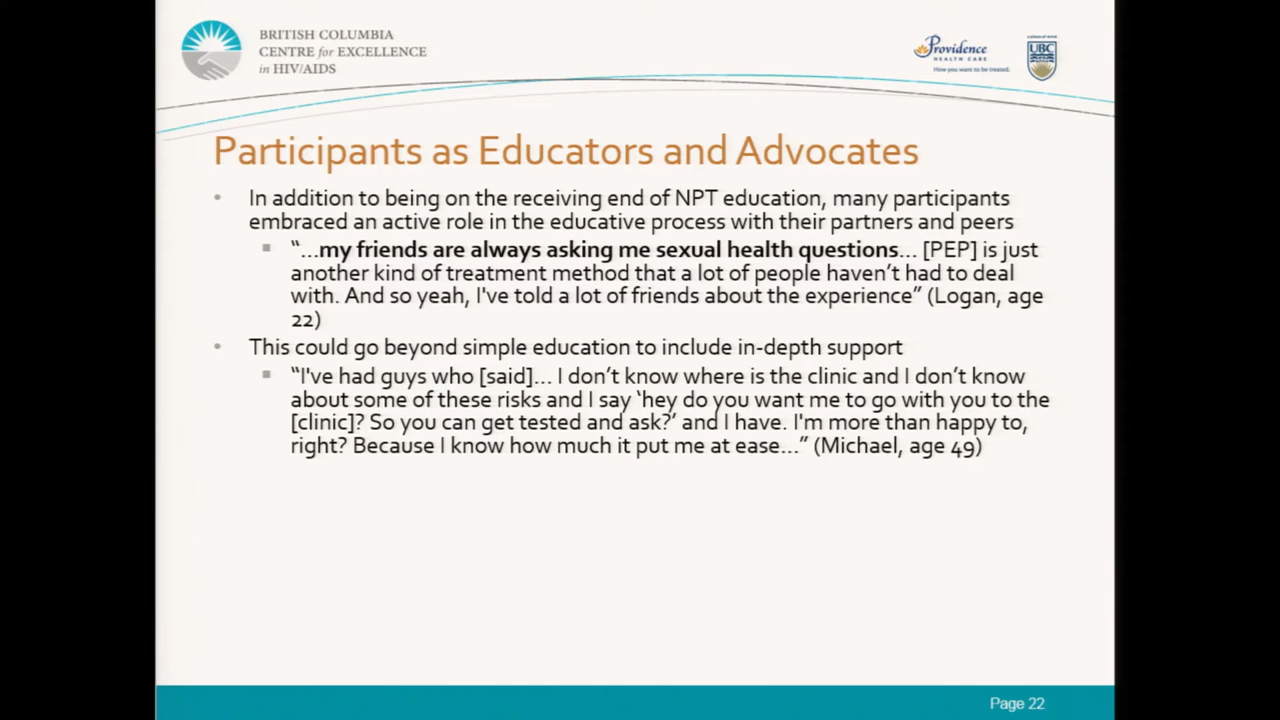 BRITISH COLUMBIA
CENTRE for EXCELLENCE
in HIV/AIDS
Providence
HEALTH CARE
How you want to be treated.
a place of mind
UBC
Participants as Educators and Advocates
• In addition to being on the receiving end of NPT education, many participants
embraced an active role in the educative process with their partners and peers
▪ “...my friends are always asking me sexual health questions... [PEP] is just
another kind of treatment method that a lot of people haven’t had to deal
with. And so yeah, I've told a lot of friends about the experience” (Logan, age
22)
• This could go beyond simple education to include in-depth support
▪ “I've had guys who [said]... I don’t know where is the clinic and I don’t know
about some of these risks and I say ‘hey do you want me to go with you to the
[clinic]? So you can get tested and ask?’ and I have. I'm more than happy to,
right? Because I know how much it put me at ease...” (Michael, age 49)
Page 22